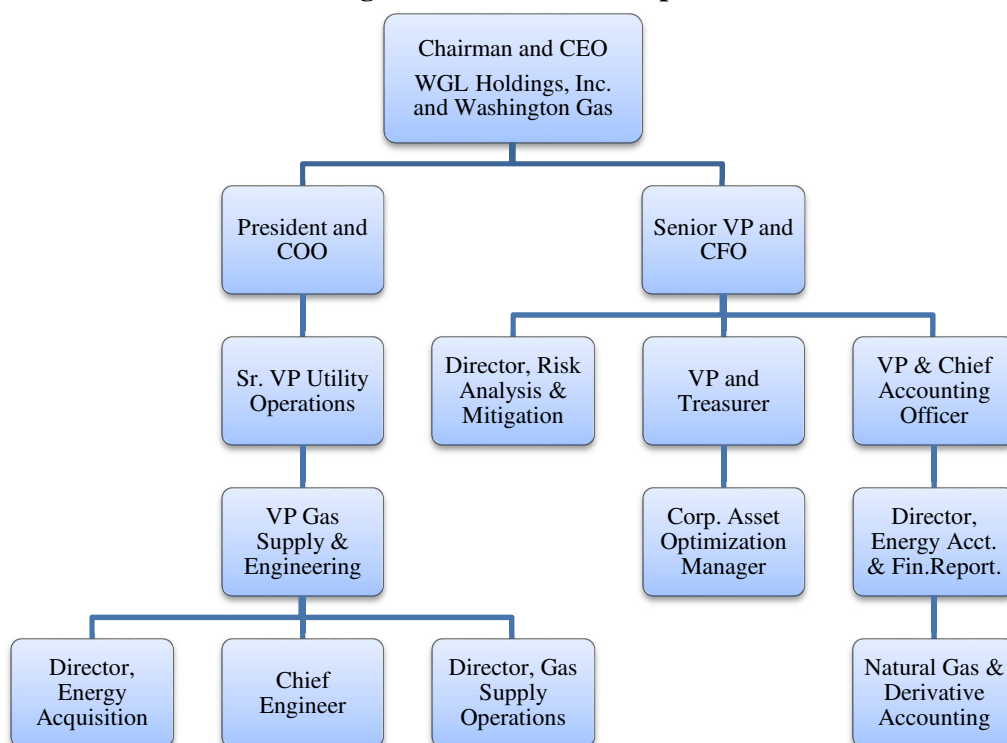 Chairman and CEO
WGL Holdings, Inc.
and Washington Gas
President and
COO
Senior VP and
CFO
Sr. VP Utility
Operations
Director, Risk
Analysis &
Mitigation
VP and
Treasurer
VP & Chief
Accounting
Officer
VP Gas
Supply &
Engineering
Corp. Asset
Optimization
Manager
Director,
Energy Acct.
& Fin.Report.
Director,
Energy
Acquisition
Chief
Engineer
Director, Gas
Supply
Operations
Natural Gas &
Derivative
Accounting